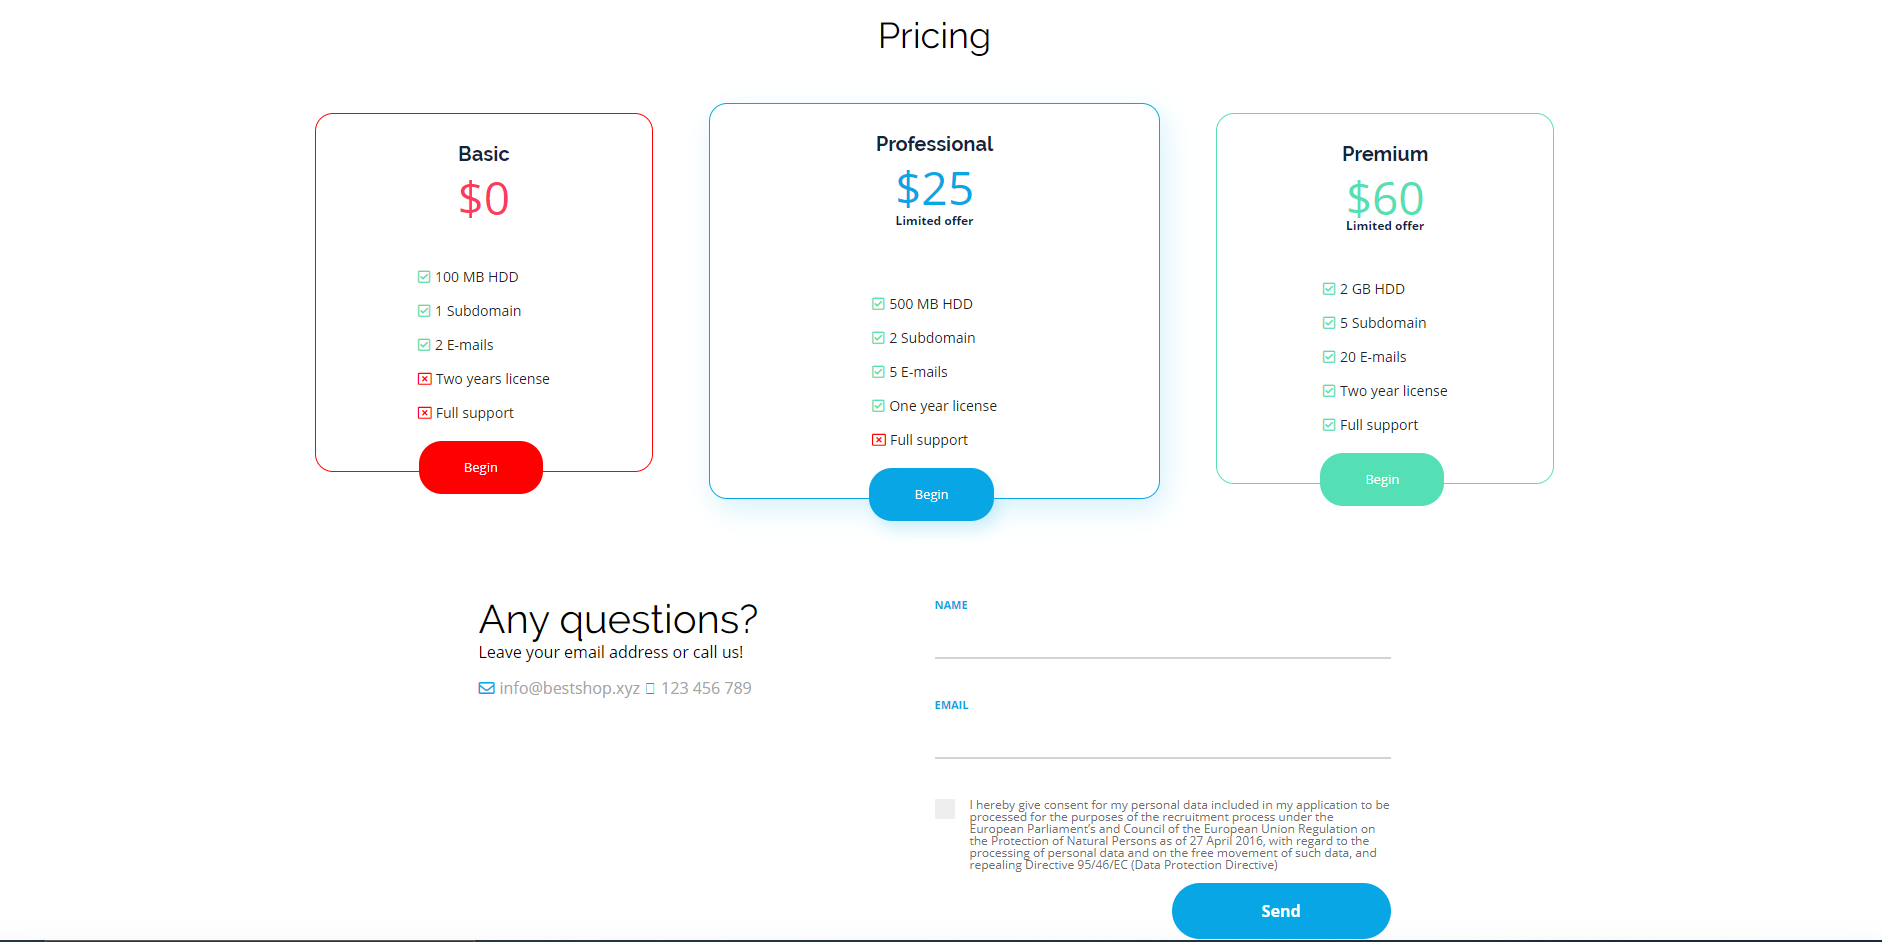 Pricing
Basic
$0
100 MB HDD
1 Subdomain
2 E-mails
Two years license
Full support
Begin
Professional
$25
Limited offer
500 MB HDD
2 Subdomain
5 E-mails
One year license
Full support
Begin
Premium
$60
Limited offer
2 GB HDD
5 Subdomain
20 E-mails
Two year license
Full support
Begin
Any questions?
Leave your email address or call us!
info@bestshop.xyz 123 456 789
NAME
EMAIL
I hereby give consent for my personal data included in my application to be
processed for the purposes of the recruitment process under the
European Parliament's and Council of the European Union Regulation on
the Protection of Natural Persons as of 27 April 2016, with regard to the
processing of personal data and on the free movement of such data, and
repealing Directive 95/46/EC (Data Protection Directive)
Send